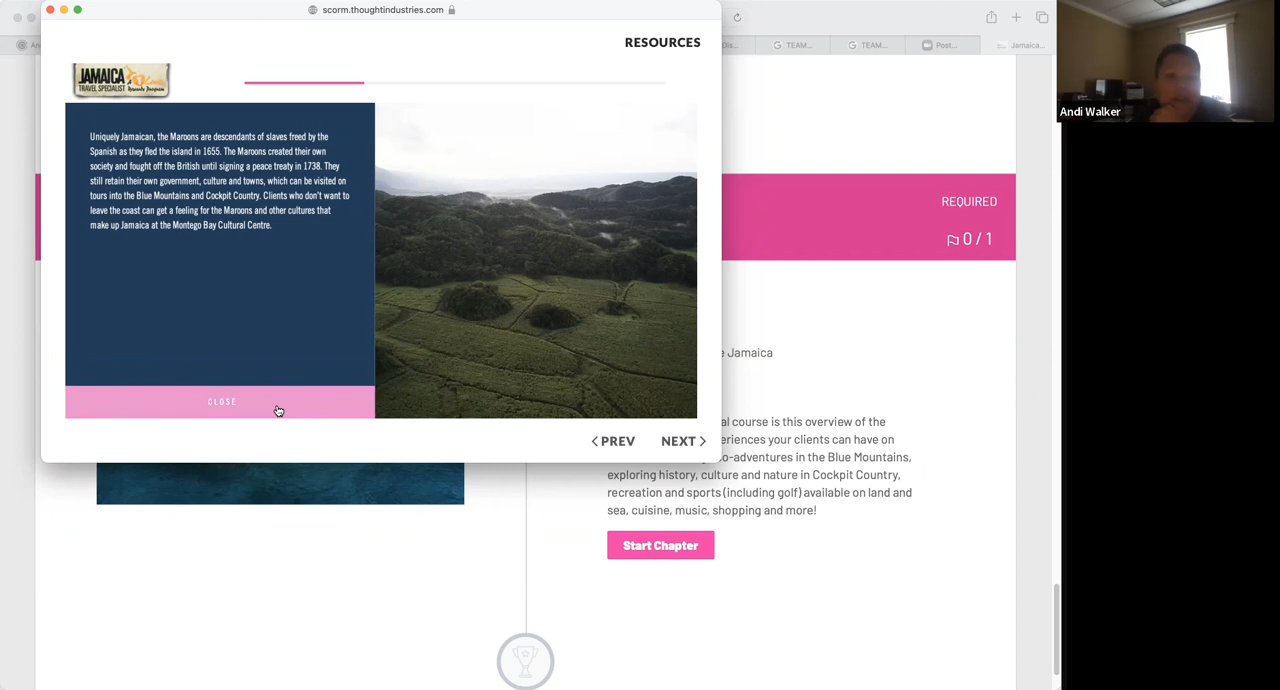 scorm.thoughtindustries.com
RESOURCES
JAMAICA
TRAVEL SPECIALIST
Rewards Program
Uniquely Jamaican, the Maroons are descendants of slaves freed by the
Spanish as they fled the island in 1655. The Maroons created their own
society and fought off the British until signing a peace treaty in 1738. They
still retain their own government, culture and towns, which can be visited on
tours into the Blue Mountains and Cockpit Country. Clients who don't want to
leave the coast can get a feeling for the Maroons and other cultures that
make up Jamaica at the Montego Bay Cultural Centre.
CLOSE
PREV
NEXT
TEAM...
TEAM...
Post...
Jamaica...
Andi Walker
REQUIRED
0 / 1
Jamaica
al course is this overview of the
periences your clients can have on
o-adventures in the Blue Mountains,
exploring history, culture and nature in Cockpit Country,
recreation and sports (including golf) available on land and
sea, cuisine, music, shopping and more!
Start Chapter